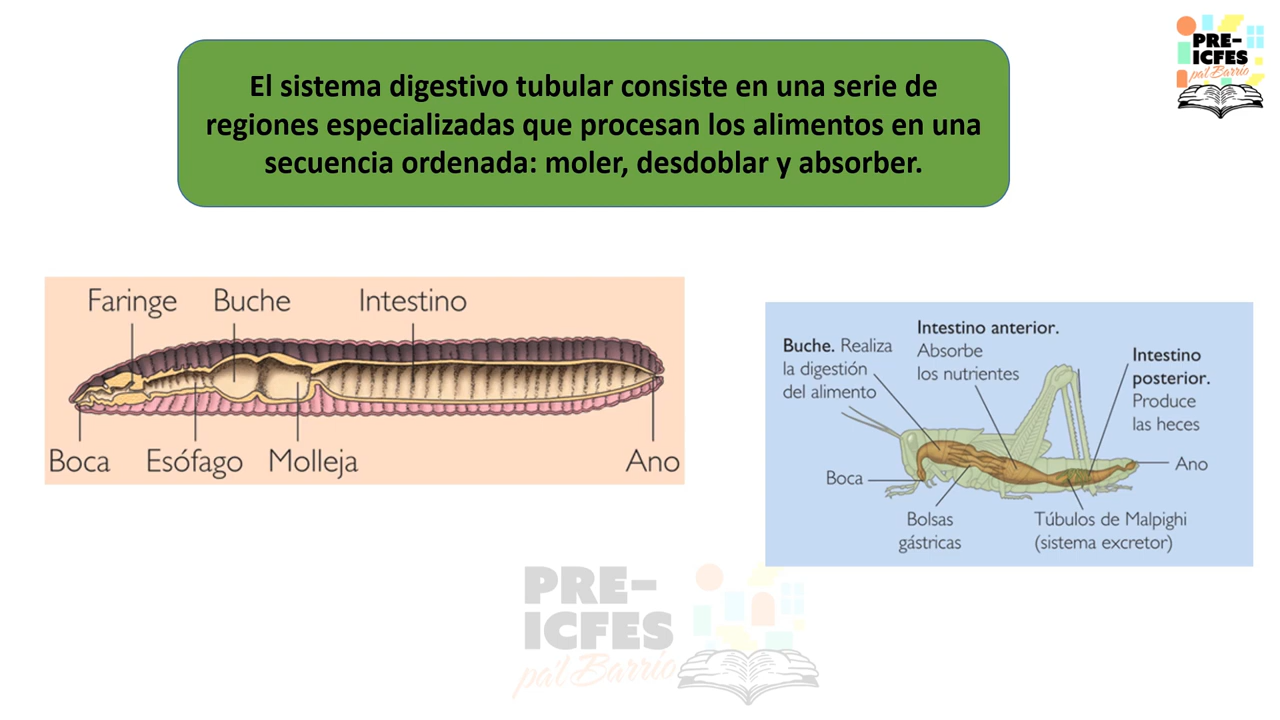 PRE-
ICFES
pa'l Barrio
El sistema digestivo tubular consiste en una serie de
regiones especializadas que procesan los alimentos en una
secuencia ordenada: moler, desdoblar y absorber.
Faringe Buche Intestino
Boca Esófago Molleja Ano
Buche. Realiza
la digestión
del alimento
Intestino anterior.
Absorbe
los nutrientes
Intestino
posterior.
Produce
las heces
Boca
Ano
Bolsas
gástricas
Túbulos de Malpighi
(sistema excretor)
PRE-
ICFES
pa'l Barrio